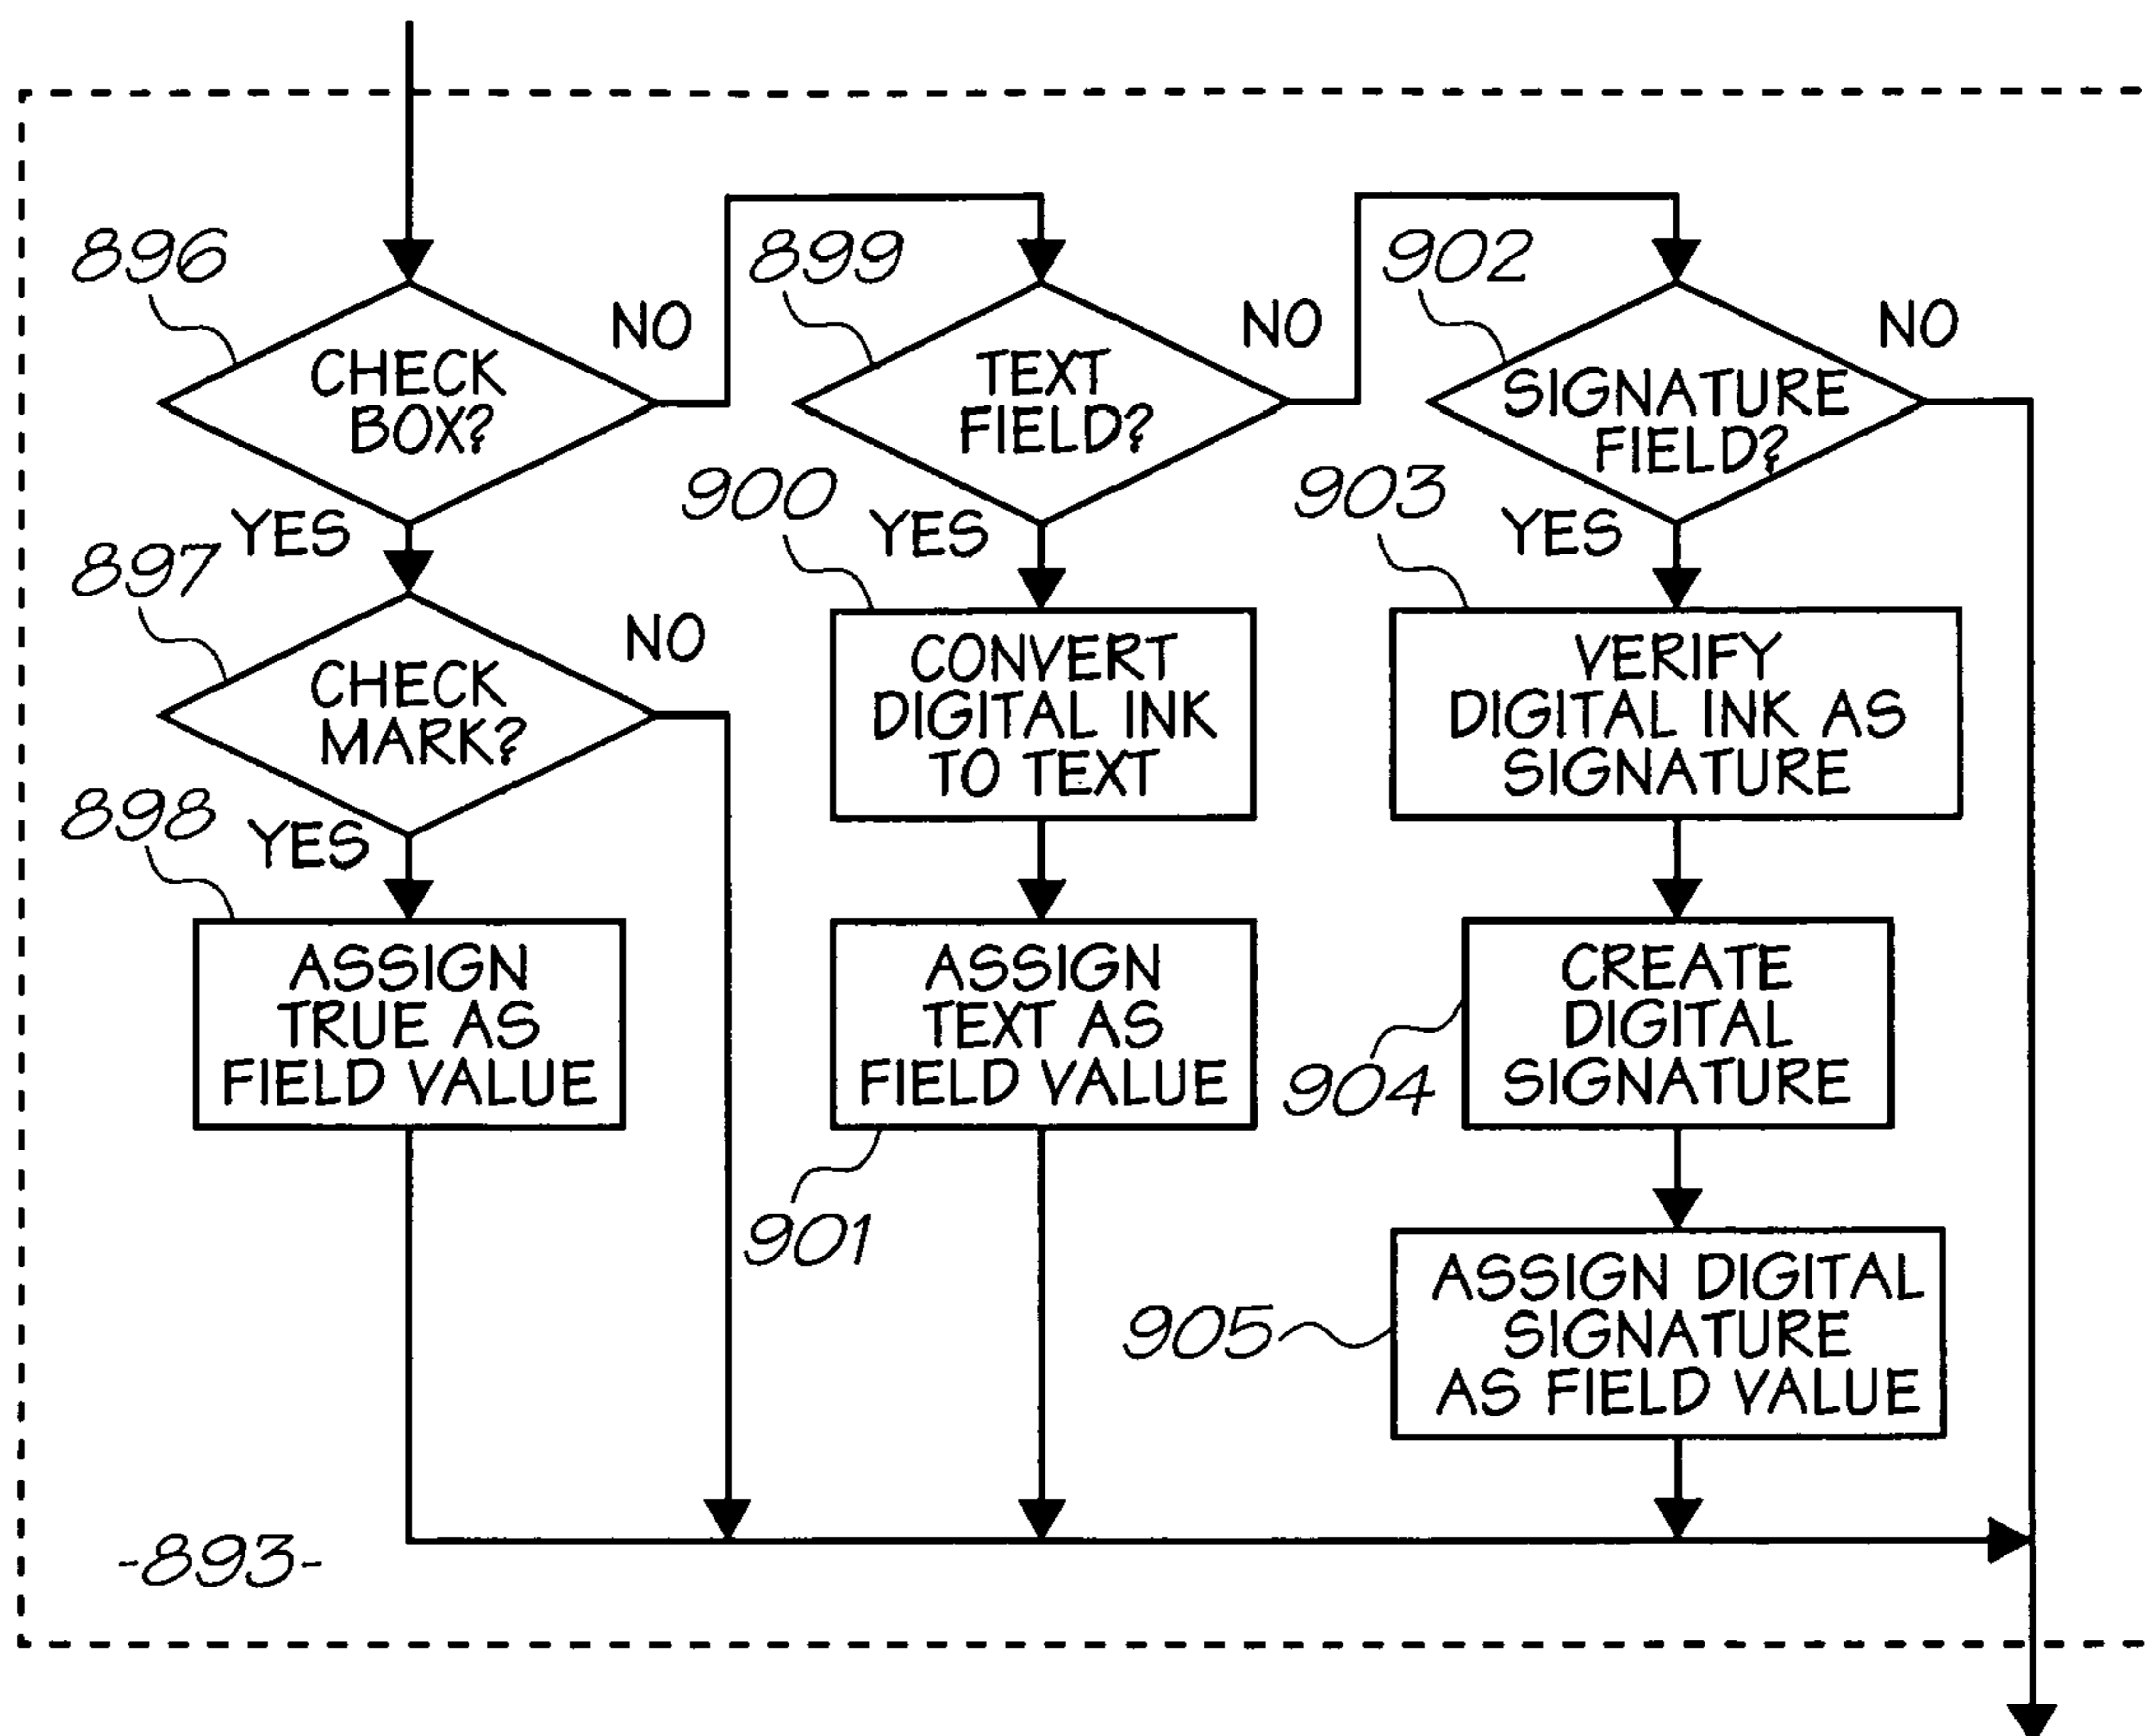 896
CHECK
BOX?
NO
YES
897
CHECK
MARK?
NO
YES
898
ASSIGN
TRUE AS
FIELD VALUE
899
TEXT
FIELD?
NO
YES
900
CONVERT
DIGITAL INK
TO TEXT
ASSIGN
TEXT AS
FIELD VALUE
901
902
SIGNATURE
FIELD?
NO
YES
903
VERIFY
DIGITAL INK AS
SIGNATURE
CREATE
DIGITAL
SIGNATURE
904
ASSIGN DIGITAL
SIGNATURE
AS FIELD VALUE
905
-893-